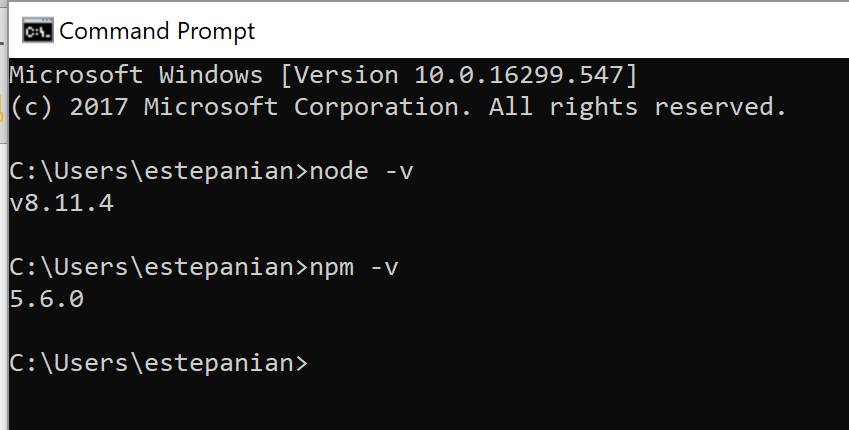 Command Prompt
Microsoft Windows [Version 10.0.16299.547]
(c) 2017 Microsoft Corporation. All rights reserved.
C:\Users\estepanian>node -v
v8.11.4
C:\Users\estepanian>npm -v
5.6.0
C:\Users\estepanian>